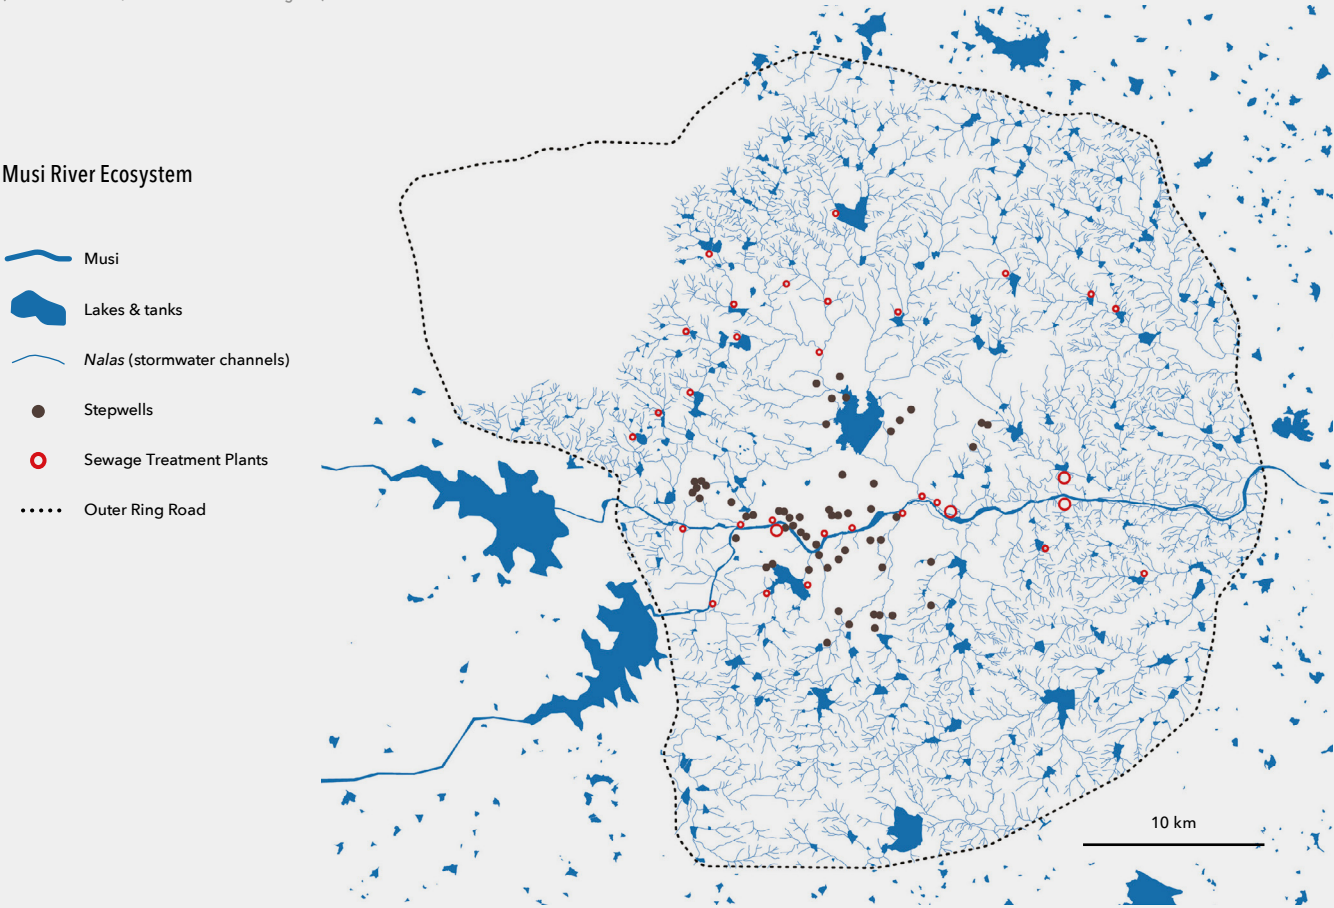 Musi River Ecosystem
Musi
Lakes & tanks
Nalas (stormwater channels)
Stepwells
Sewage Treatment Plants
Outer Ring Road
10 km